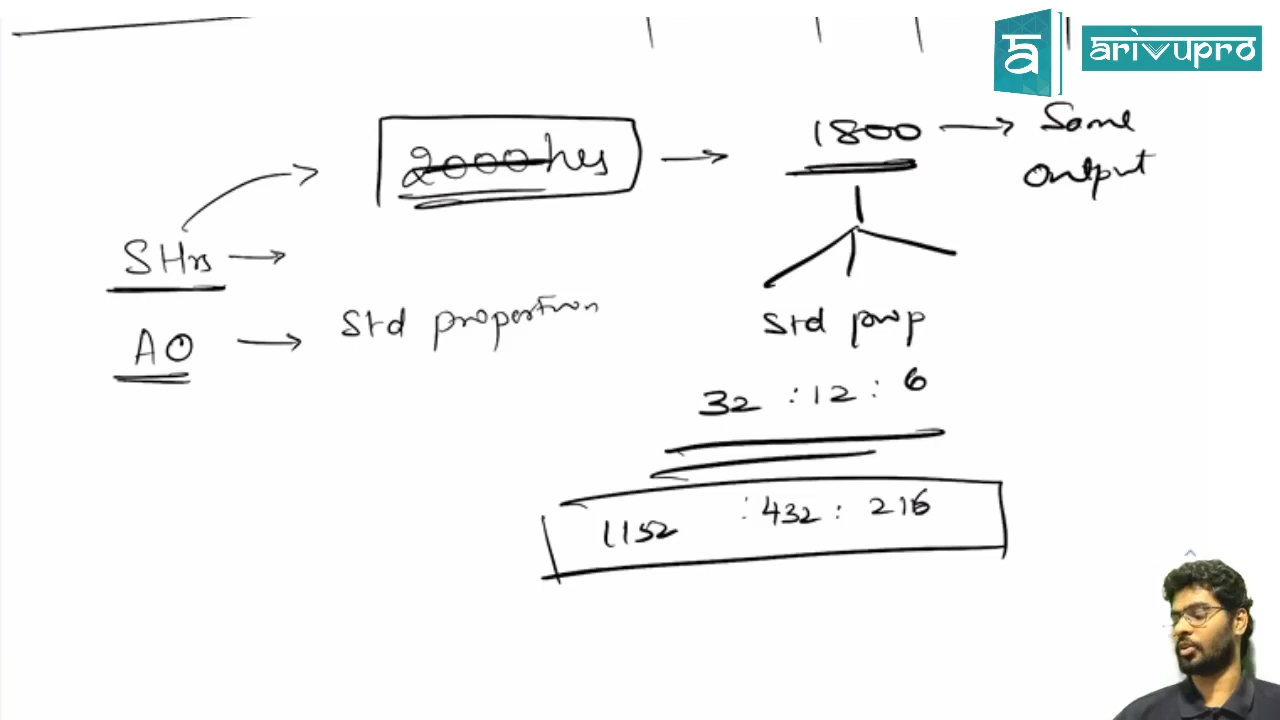 ā arivupro
2000hrs → 1800 → Same
output
SHrs →
AO → Std proportion
Std prop
32 : 12 : 6
1152 : 432 : 216